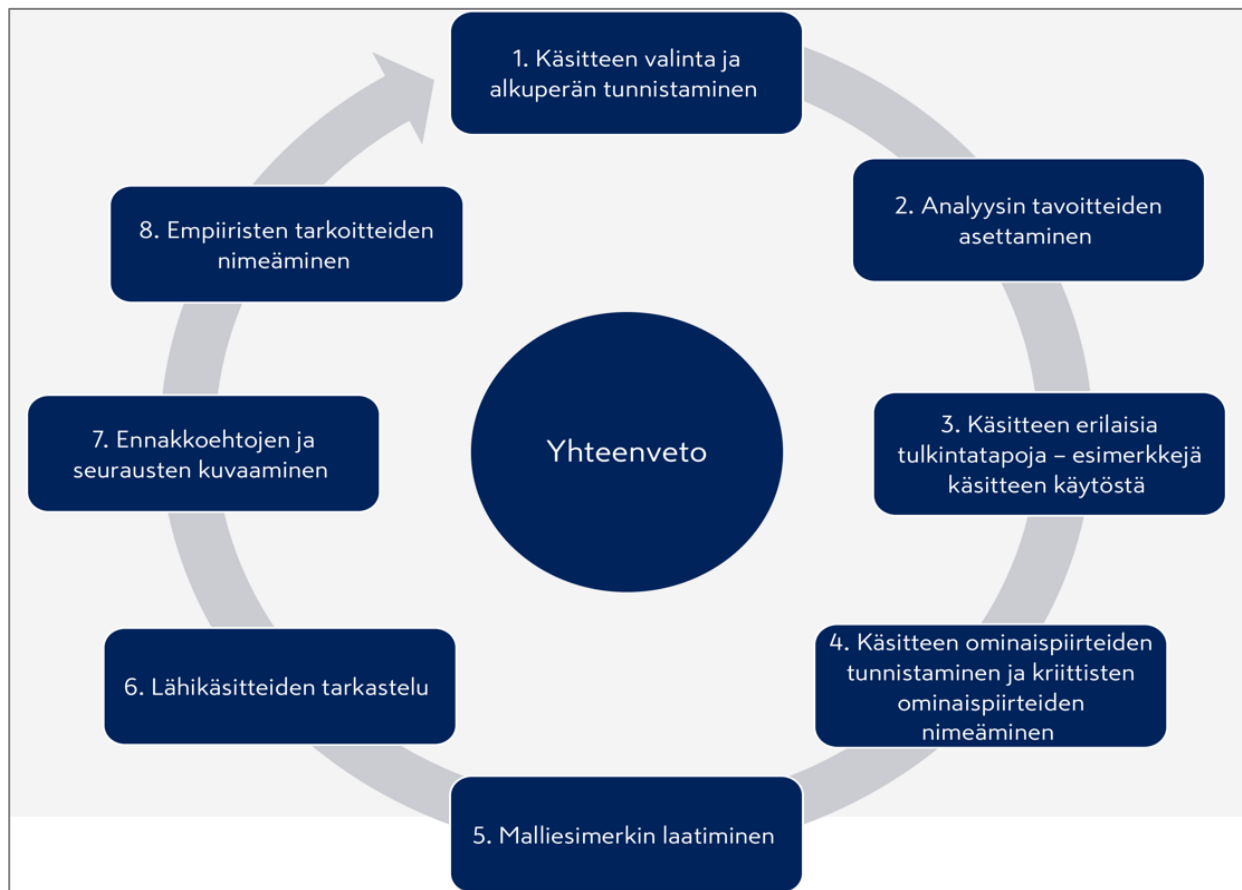 1. Käsitteen valinta ja
alkuperän tunnistaminen
2. Analyysin tavoitteiden
asettaminen
3. Käsitteen erilaisia
tulkintatapoja – esimerkkejä
käsitteen käytöstä
4. Käsitteen ominaispiirteiden
tunnistaminen ja kriittisten
ominaispiirteiden
nimeäminen
5. Malliesimerkin laatiminen
6. Lähikäsitteiden tarkastelu
7. Ennakkoehtojen ja
seurausten kuvaaminen
8. Empiiristen tarkoitteiden
nimeäminen
Yhteenveto